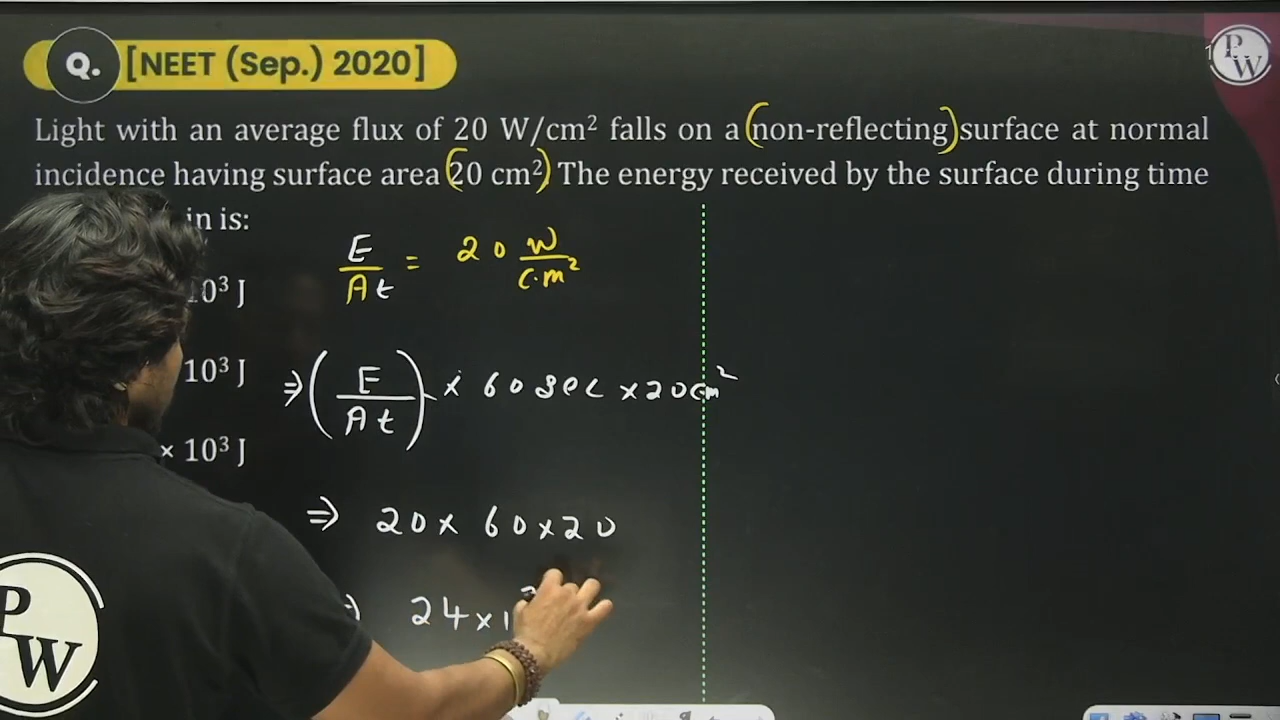 Q. [NEET (Sep.) 2020]
PW
Light with an average flux of 20 W/cm² falls on a (non-reflecting) surface at normal
incidence having surface area (20 cm²) The energy received by the surface during time
in is:
10³ J
10³ J
× 10³ J
E/At = 20 W/c.m²
⇒ (E/At) × 60 sec × 20 cm²
⇒ 20 × 60 × 20
24 × 1
PW